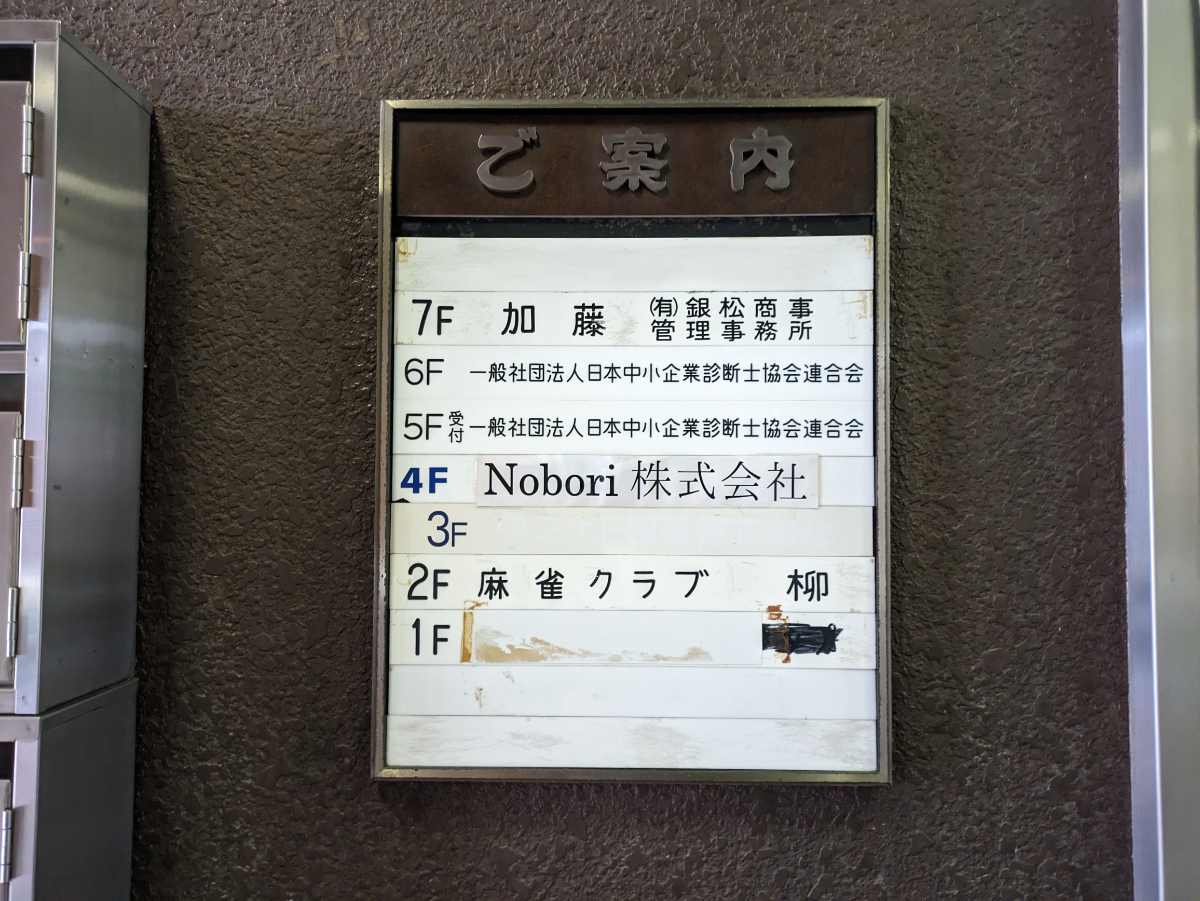 ご案内
7F 加藤 ㈲銀松商事
管理事務所
6F 一般社団法人日本中小企業診断士協会連合会
5F 受付 一般社団法人日本中小企業診断士協会連合会
4F Nobori 株式会社
3F
2F 麻雀クラブ 柳
1F